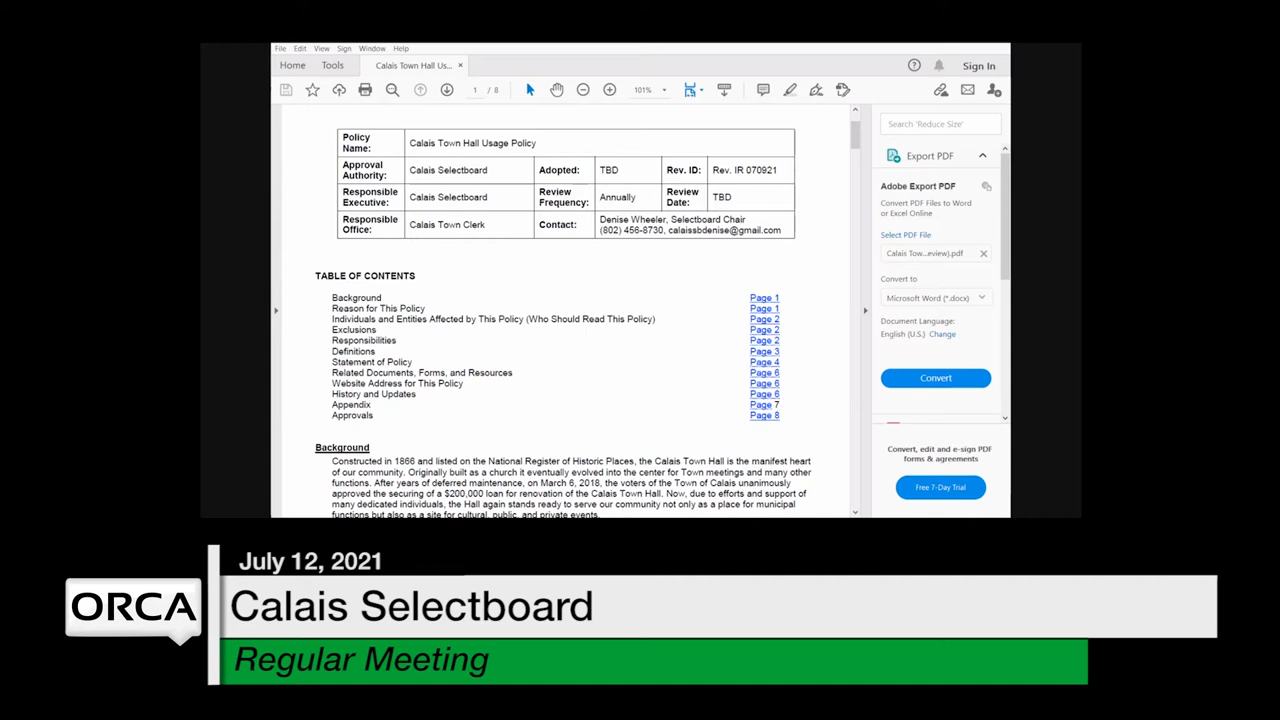 File Edit View Sign Window Help
Home Tools Calais Town Hall Us... × Sign In
1 / 8 101%
Policy Name: Calais Town Hall Usage Policy
Approval Authority: Calais Selectboard Adopted: TBD Rev. ID: Rev. IR 070921
Responsible Executive: Calais Selectboard Review Frequency: Annually Review Date: TBD
Responsible Office: Calais Town Clerk Contact: Denise Wheeler, Selectboard Chair
(802) 456-8730, calaissbdenise@gmail.com
TABLE OF CONTENTS
Background Page 1
Reason for This Policy Page 1
Individuals and Entities Affected by This Policy (Who Should Read This Policy) Page 2
Exclusions Page 2
Responsibilities Page 2
Definitions Page 3
Statement of Policy Page 4
Related Documents, Forms, and Resources Page 6
Website Address for This Policy Page 6
History and Updates Page 6
Appendix Page 7
Approvals Page 8
Background
Constructed in 1866 and listed on the National Register of Historic Places, the Calais Town Hall is the manifest heart
of our community. Originally built as a church it eventually evolved into the center for Town meetings and many other
functions. After years of deferred maintenance, on March 6, 2018, the voters of the Town of Calais unanimously
approved the securing of a $200,000 loan for renovation of the Calais Town Hall. Now, due to efforts and support of
many dedicated individuals, the Hall again stands ready to serve our community not only as a place for municipal
functions but also as a site for cultural, public, and private events.
Search 'Reduce Size'
Export PDF
Adobe Export PDF
Convert PDF Files to Word
or Excel Online
Select PDF File
Calais Tow...eview).pdf
Convert to
Microsoft Word (*.docx)
Document Language:
English (U.S.) Change
Convert
Convert, edit and e-sign PDF
forms & agreements
Free 7-Day Trial
July 12, 2021
ORCA
Calais Selectboard
Regular Meeting